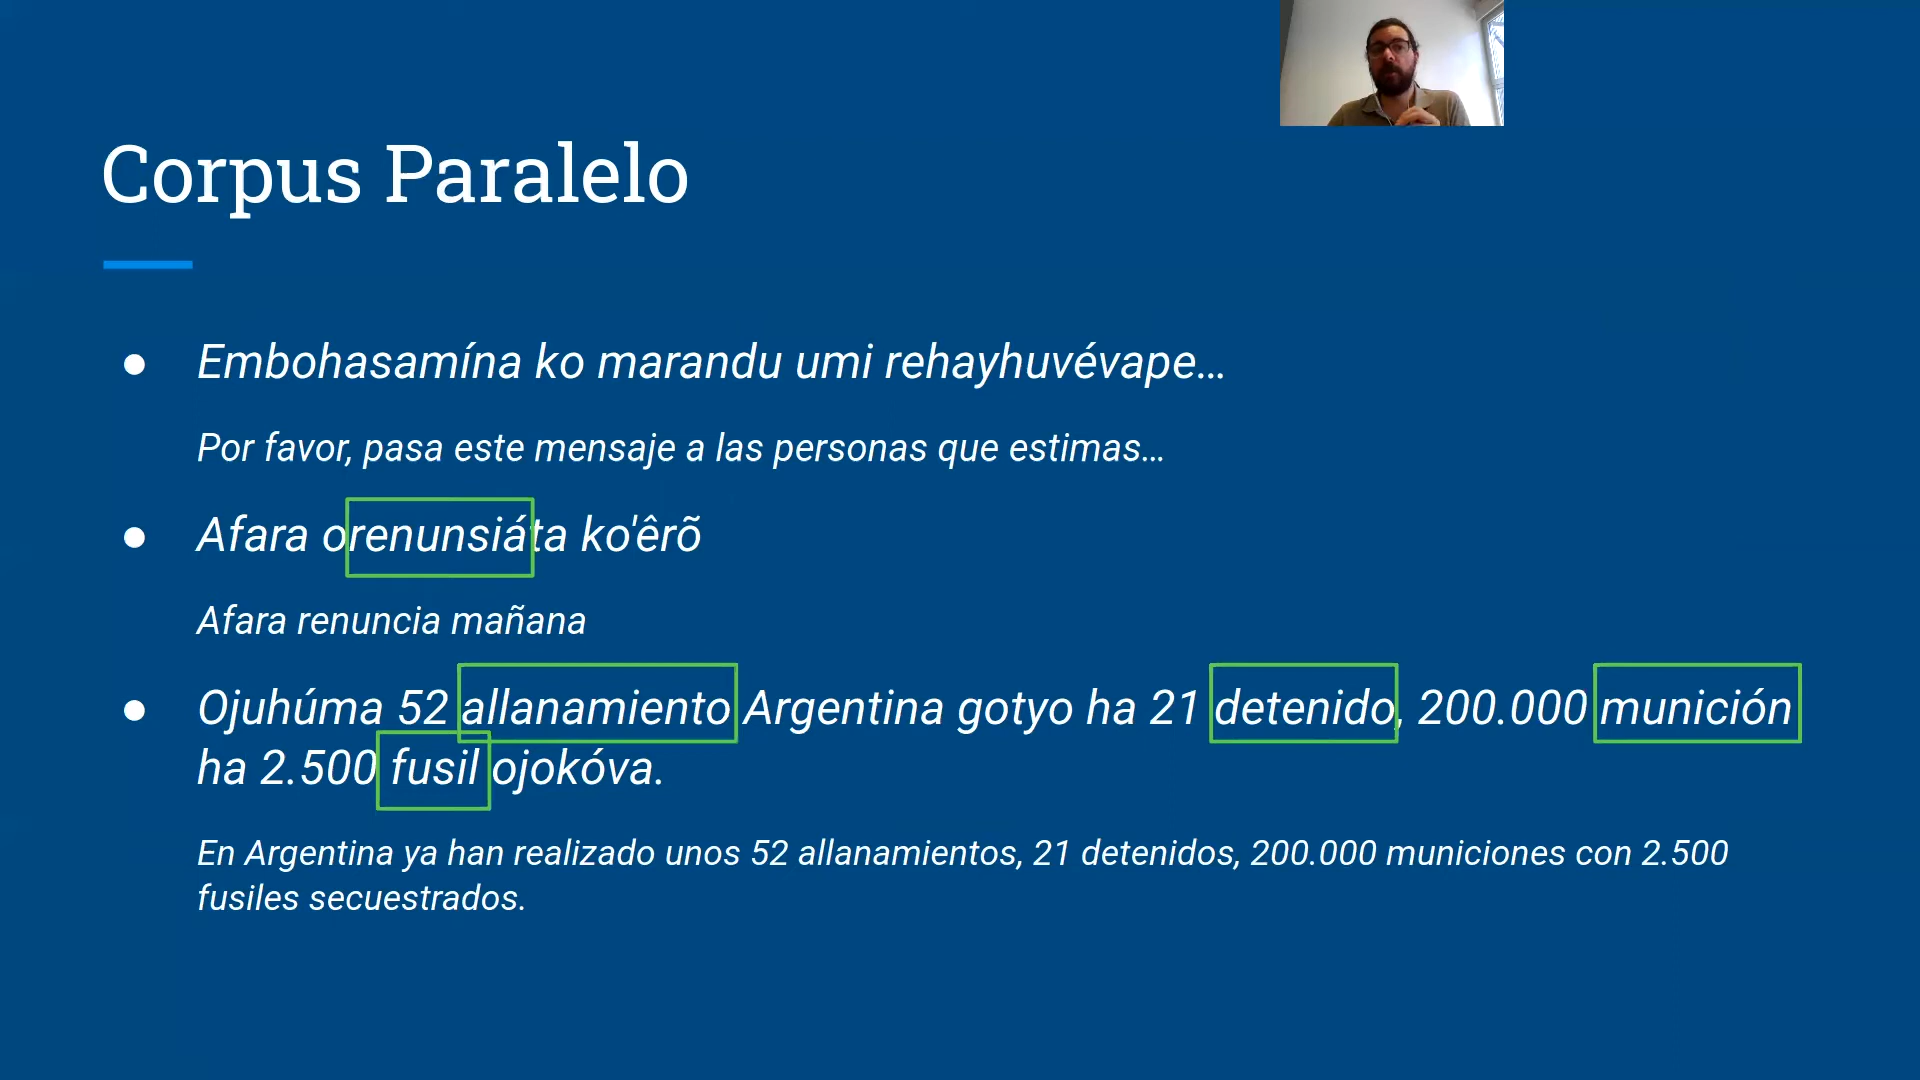 Corpus Paralelo
● Embohasamína ko marandu umi rehayhuvévape…
Por favor, pasa este mensaje a las personas que estimas…
● Afara orenunsiáta ko'êrõ
Afara renuncia mañana
● Ojuhúma 52 allanamiento Argentina gotyo ha 21 detenido, 200.000 munición
ha 2.500 fusil ojokóva.
En Argentina ya han realizado unos 52 allanamientos, 21 detenidos, 200.000 municiones con 2.500
fusiles secuestrados.